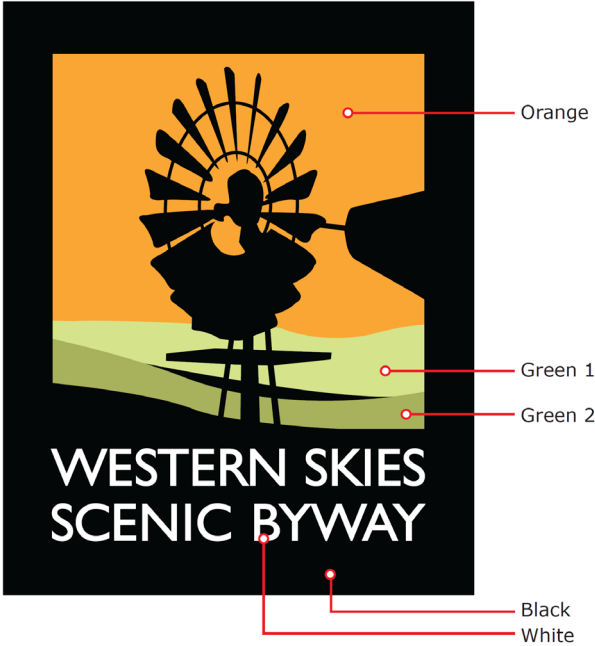 Orange
Green 1
Green 2
WESTERN SKIES
SCENIC BYWAY
Black
White